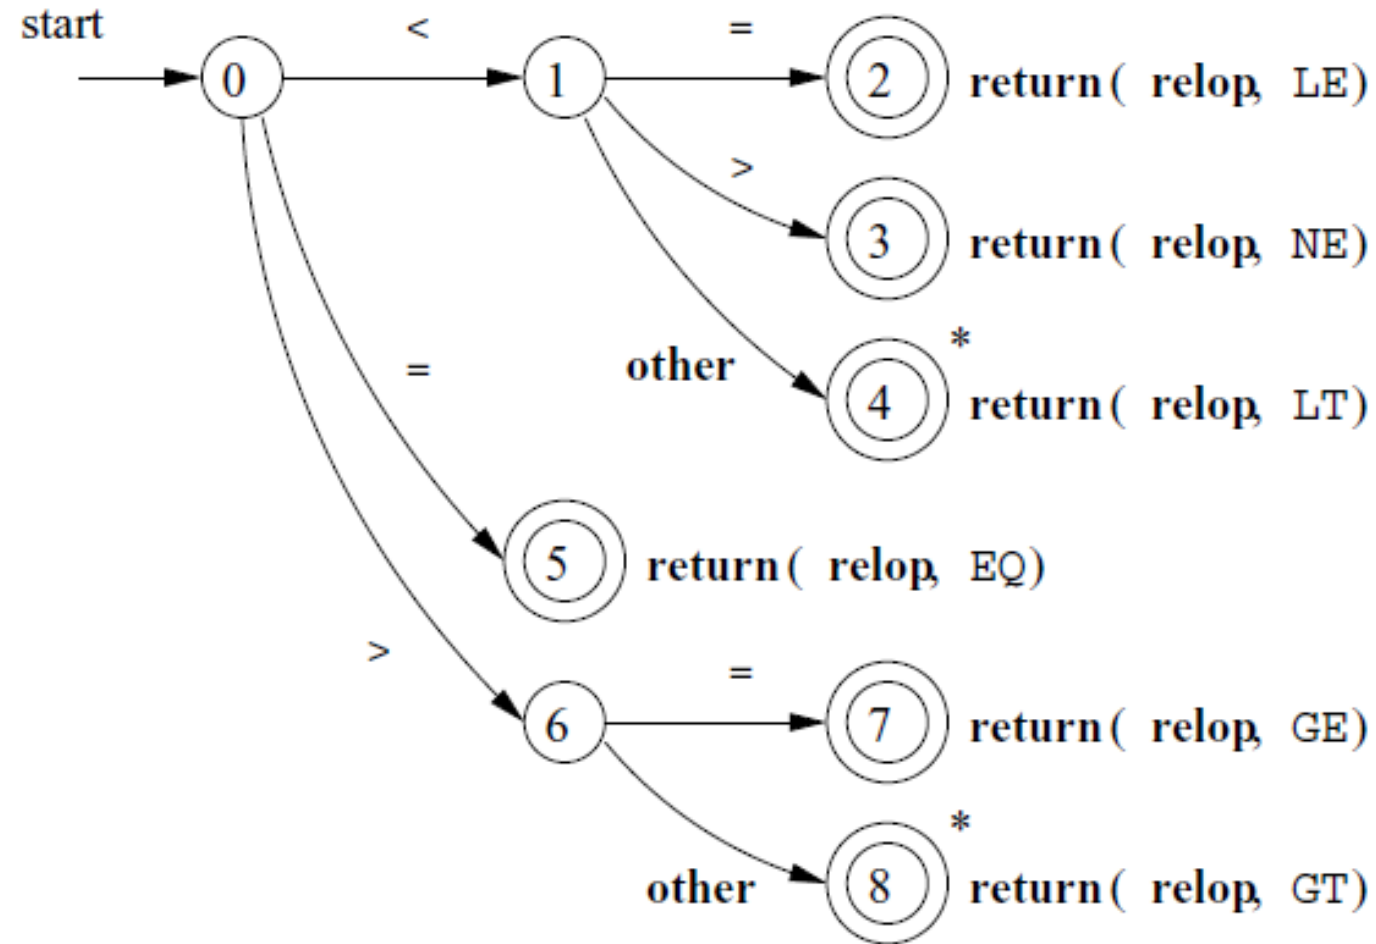 start
<
=
0
1
2
return( relop, LE)
>
3
return( relop, NE)
*
=
other
4
return( relop, LT)
5
return( relop, EQ)
>
=
6
7
return( relop, GE)
*
other
8
return( relop, GT)